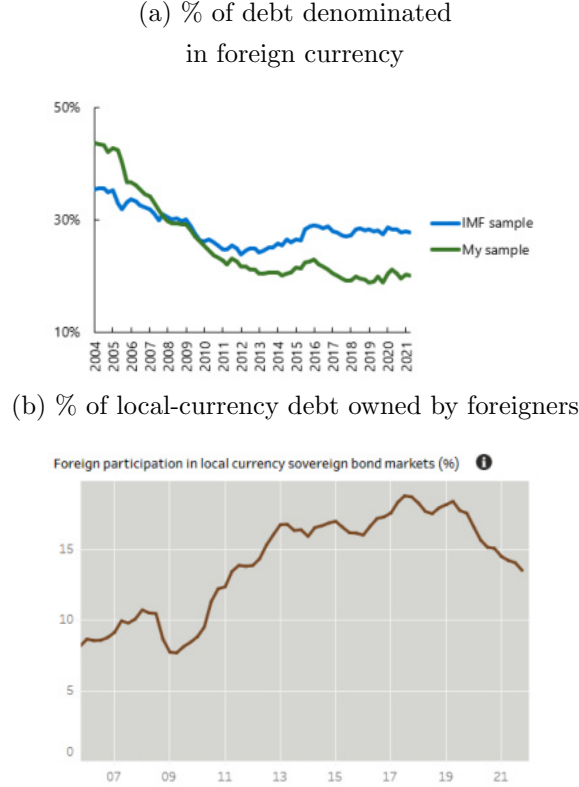 (a) % of debt denominated
in foreign currency
50%
30%
10%
IMF sample
My sample
2004 2005 2006 2007 2008 2009 2010 2011 2012 2013 2014 2015 2016 2017 2018 2019 2020 2021
(b) % of local-currency debt owned by foreigners
Foreign participation in local currency sovereign bond markets (%) i
15
10
5
0
07 09 11 13 15 17 19 21